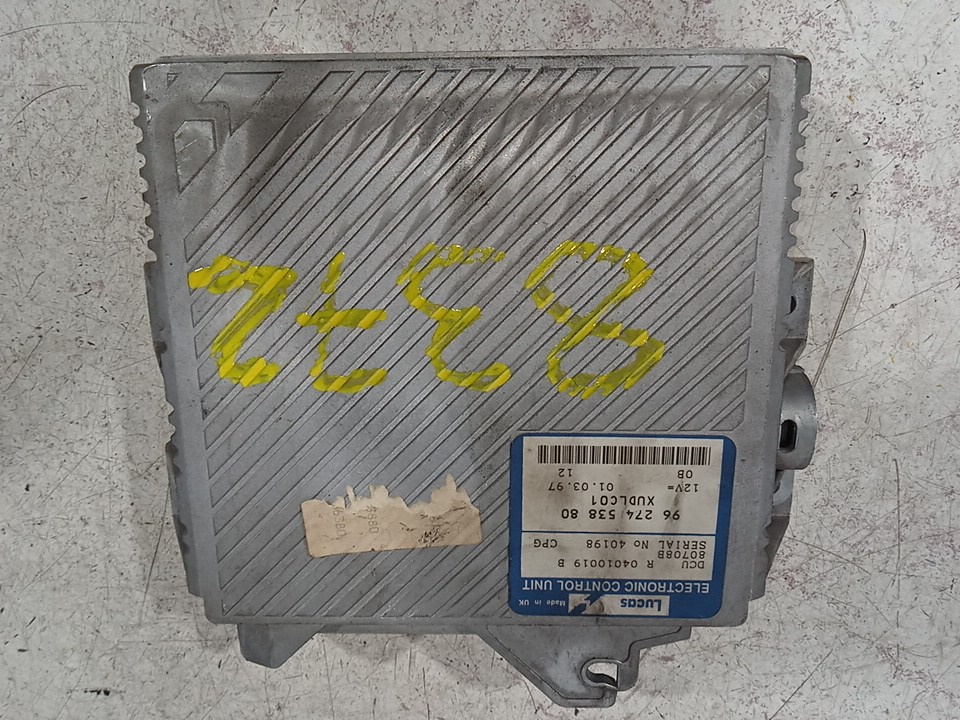 Lucas Made in UK
ELECTRONIC CONTROL UNIT
DCU R 04010019 B
80708B
SERIAL No 40198 CPG
96 274 538 80
XUDLC01
12V= 01.03.97
0B 12
8372